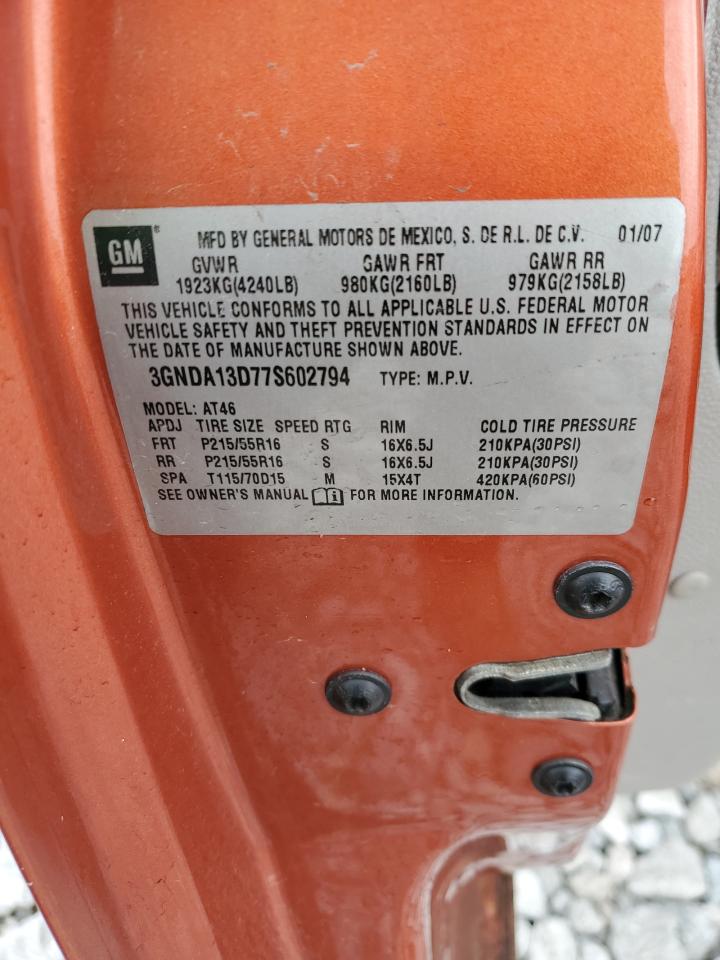 GM
MFD BY GENERAL MOTORS DE MEXICO, S. DE R.L. DE C.V. 01/07
GVWR GAWR FRT GAWR RR
1923KG(4240LB) 980KG(2160LB) 979KG(2158LB)
THIS VEHICLE CONFORMS TO ALL APPLICABLE U.S. FEDERAL MOTOR
VEHICLE SAFETY AND THEFT PREVENTION STANDARDS IN EFFECT ON
THE DATE OF MANUFACTURE SHOWN ABOVE.
3GNDA13D77S602794 TYPE: M.P.V.
MODEL: AT46
APDJ TIRE SIZE SPEED RTG RIM COLD TIRE PRESSURE
FRT P215/55R16 S 16X6.5J 210KPA(30PSI)
RR P215/55R16 S 16X6.5J 210KPA(30PSI)
SPA T115/70D15 M 15X4T 420KPA(60PSI)
SEE OWNER'S MANUAL FOR MORE INFORMATION.